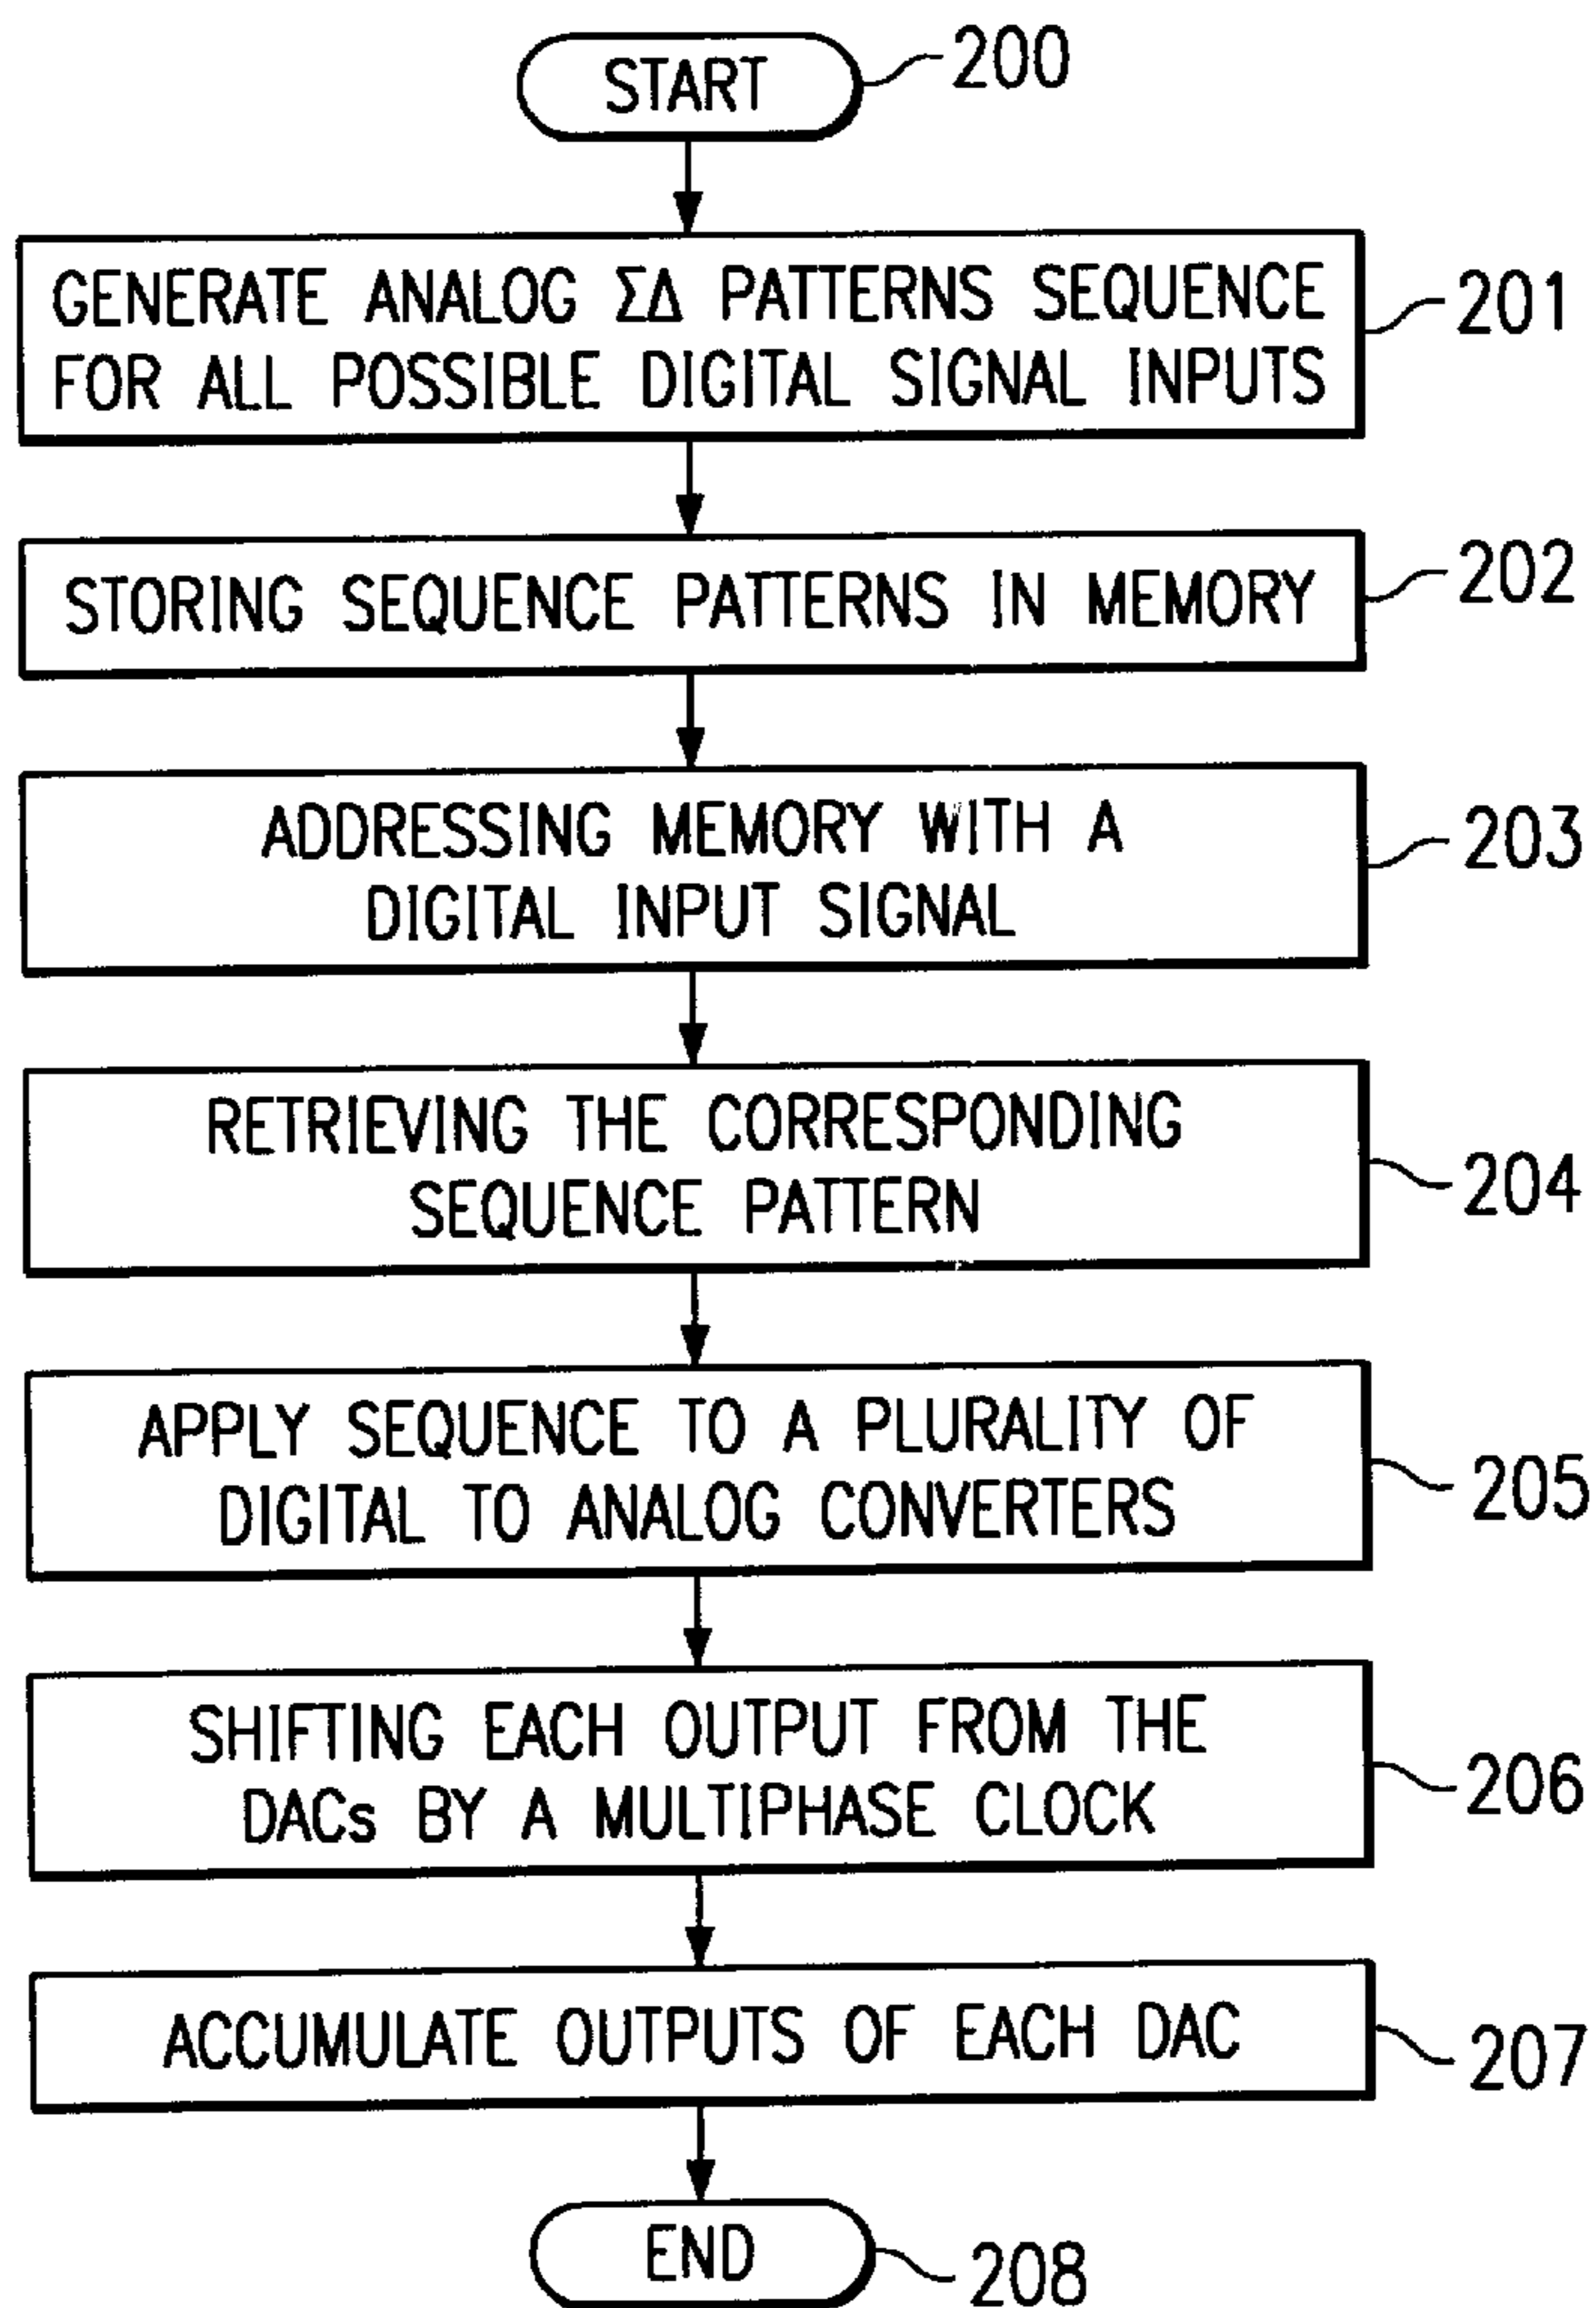 START
200
GENERATE ANALOG ΣΔ PATTERNS SEQUENCE
FOR ALL POSSIBLE DIGITAL SIGNAL INPUTS
201
STORING SEQUENCE PATTERNS IN MEMORY
202
ADDRESSING MEMORY WITH A
DIGITAL INPUT SIGNAL
203
RETRIEVING THE CORRESPONDING
SEQUENCE PATTERN
204
APPLY SEQUENCE TO A PLURALITY OF
DIGITAL TO ANALOG CONVERTERS
205
SHIFTING EACH OUTPUT FROM THE
DACs BY A MULTIPHASE CLOCK
206
ACCUMULATE OUTPUTS OF EACH DAC
207
END
208